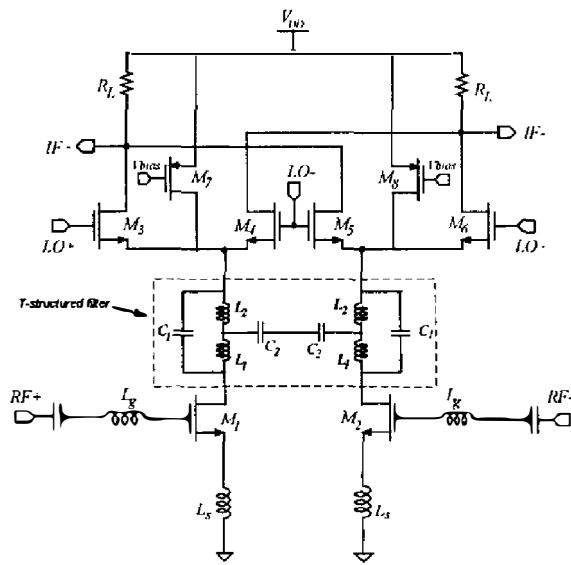 V_DD
R_L
R_L
IF-
IF-
Vbias
M_7
LO-
M_8
Vbias
M_3
M_4
M_5
M_6
LO+
LO-
T-structured filter
L_2
L_2
C_1
C_2
C_2
C_1
L_1
L_1
RF+
L_g
M_1
M_2
L_g
RF-
L_s
L_s